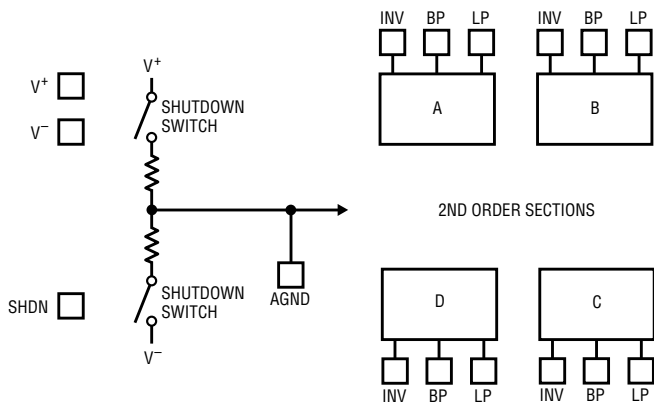 INV BP LP INV BP LP
V+
V+
SHUTDOWN
SWITCH
V−
A B
2ND ORDER SECTIONS
AGND
D C
SHDN
SHUTDOWN
SWITCH
V−
INV BP LP INV BP LP